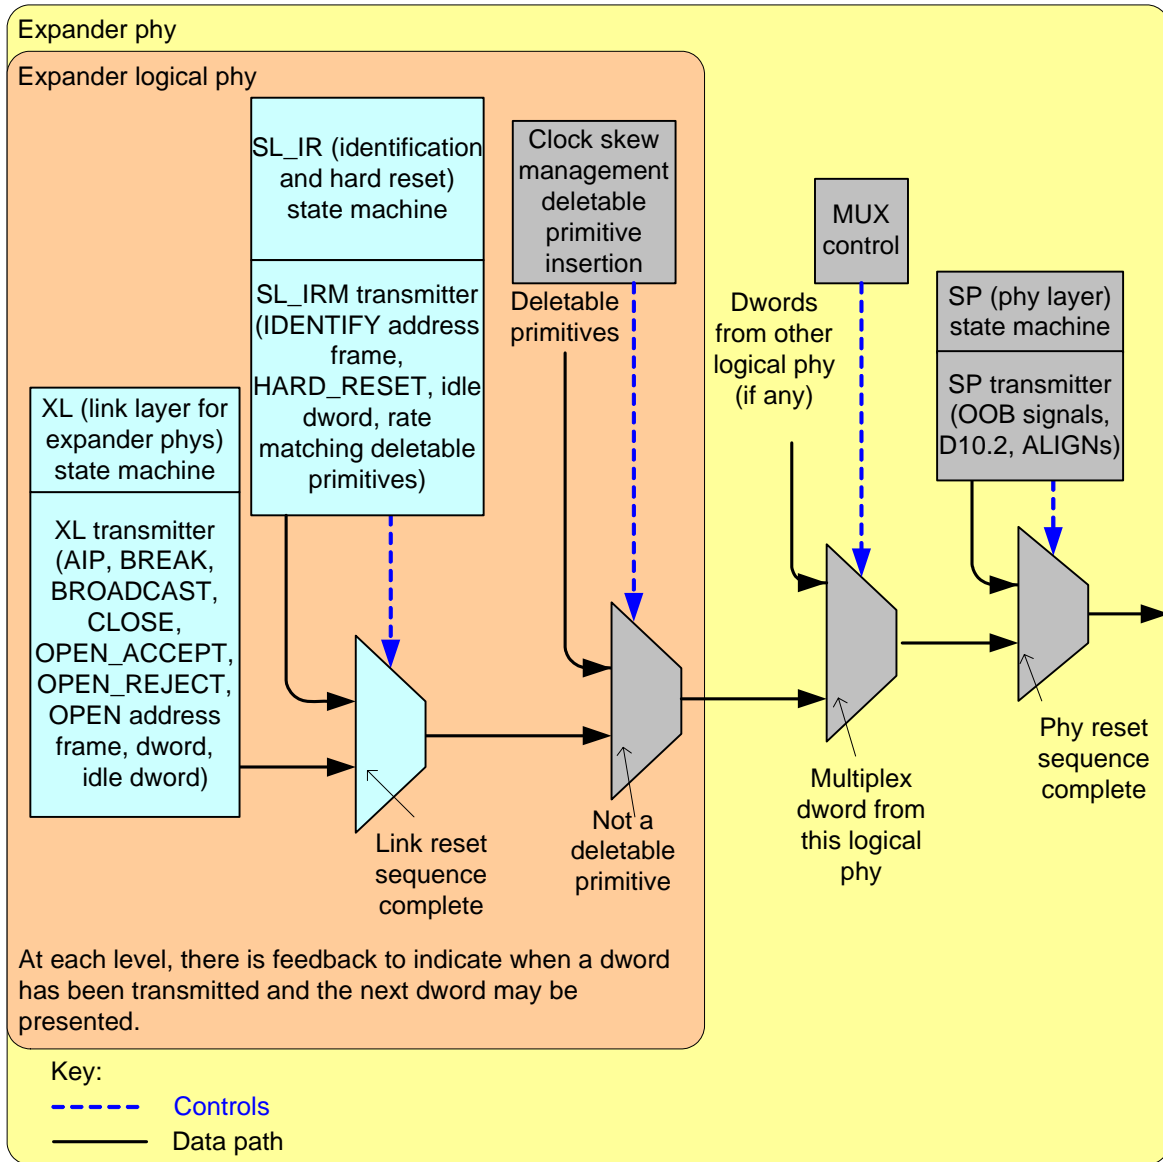 Expander phy
Expander logical phy
SL_IR (identification
and hard reset)
state machine
SL_IRM transmitter
(IDENTIFY address
frame,
HARD_RESET, idle
dword, rate
matching deletable
primitives)
XL (link layer for
expander phys)
state machine
XL transmitter
(AIP, BREAK,
BROADCAST,
CLOSE,
OPEN_ACCEPT,
OPEN_REJECT,
OPEN address
frame, dword,
idle dword)
Clock skew
management
deletable
primitive
insertion
Deletable
primitives
MUX
control
Dwords
from other
logical phy
(if any)
SP (phy layer)
state machine
SP transmitter
(OOB signals,
D10.2, ALIGNs)
Link reset
sequence
complete
Not a
deletable
primitive
Multiplex
dword from
this logical
phy
Phy reset
sequence
complete
At each level, there is feedback to indicate when a dword
has been transmitted and the next dword may be
presented.
Key:
Controls
Data path